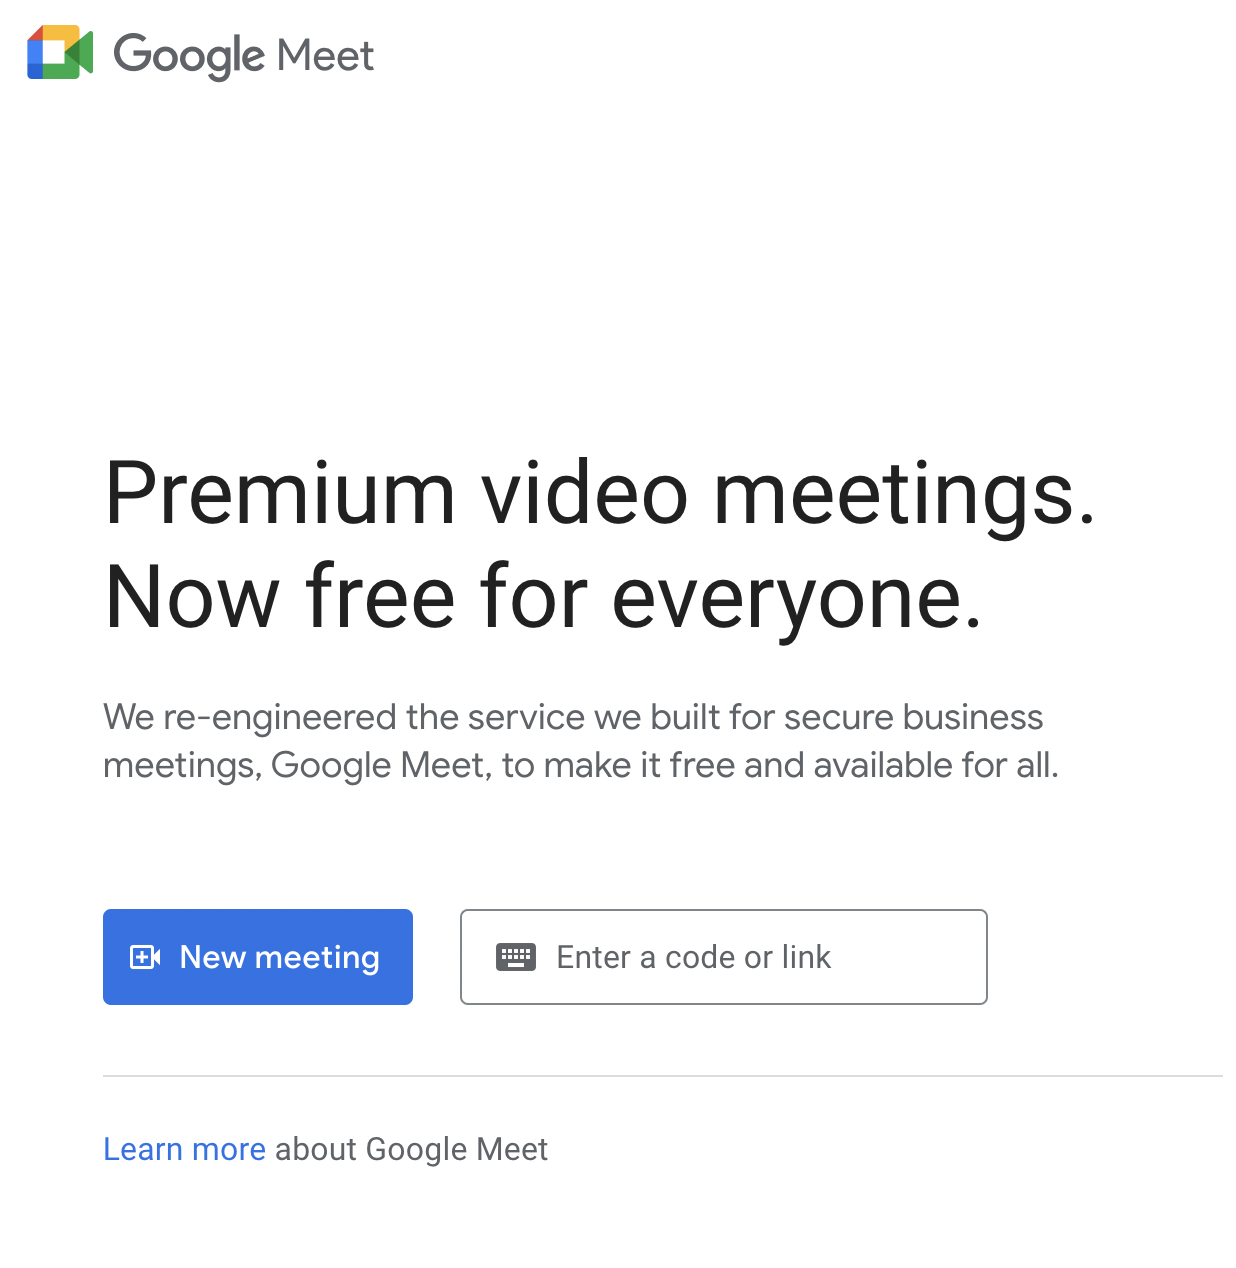 Google Meet
Premium video meetings.
Now free for everyone.
We re-engineered the service we built for secure business
meetings, Google Meet, to make it free and available for all.
New meeting
Enter a code or link
Learn more about Google Meet